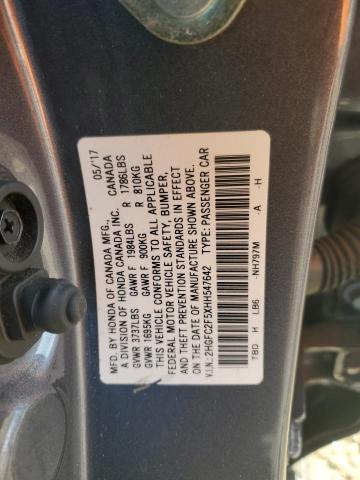 MFD. BY HONDA OF CANADA MFG., CANADA 05/'17
A DIVISION OF HONDA CANADA INC.
GVWR 3737LBS GAWR F 1984LBS R 1786LBS
GVWR 1695KG GAWR F 900KG R 810KG
THIS VEHICLE CONFORMS TO ALL APPLICABLE
FEDERAL MOTOR VEHICLE SAFETY, BUMPER,
AND THEFT PREVENTION STANDARDS IN EFFECT
ON THE DATE OF MANUFACTURE SHOWN ABOVE.
V.I.N.: 2HGFC2F5XHH547642 TYPE: PASSENGER CAR
TBD H LB6 -NH797M .A -H